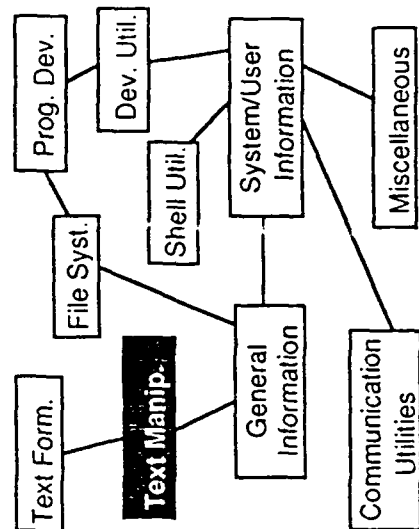 Text Form.
Text Manip.
File Syst.
Prog. Dev.
Dev. Util.
Shell Util.
General
Information
System/User
Information
Communication
Utilities
Miscellaneous